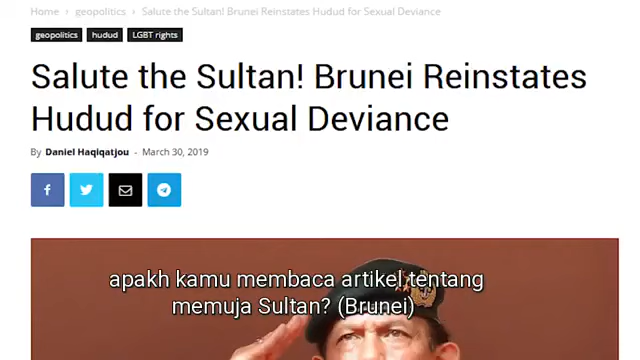 Home › geopolitics › Salute the Sultan! Brunei Reinstates Hudud for Sexual Deviance
geopolitics hudud LGBT rights
Salute the Sultan! Brunei Reinstates
Hudud for Sexual Deviance
By Daniel Haqiqatjou - March 30, 2019
apakh kamu membaca artikel tentang
memuja Sultan? (Brunei)